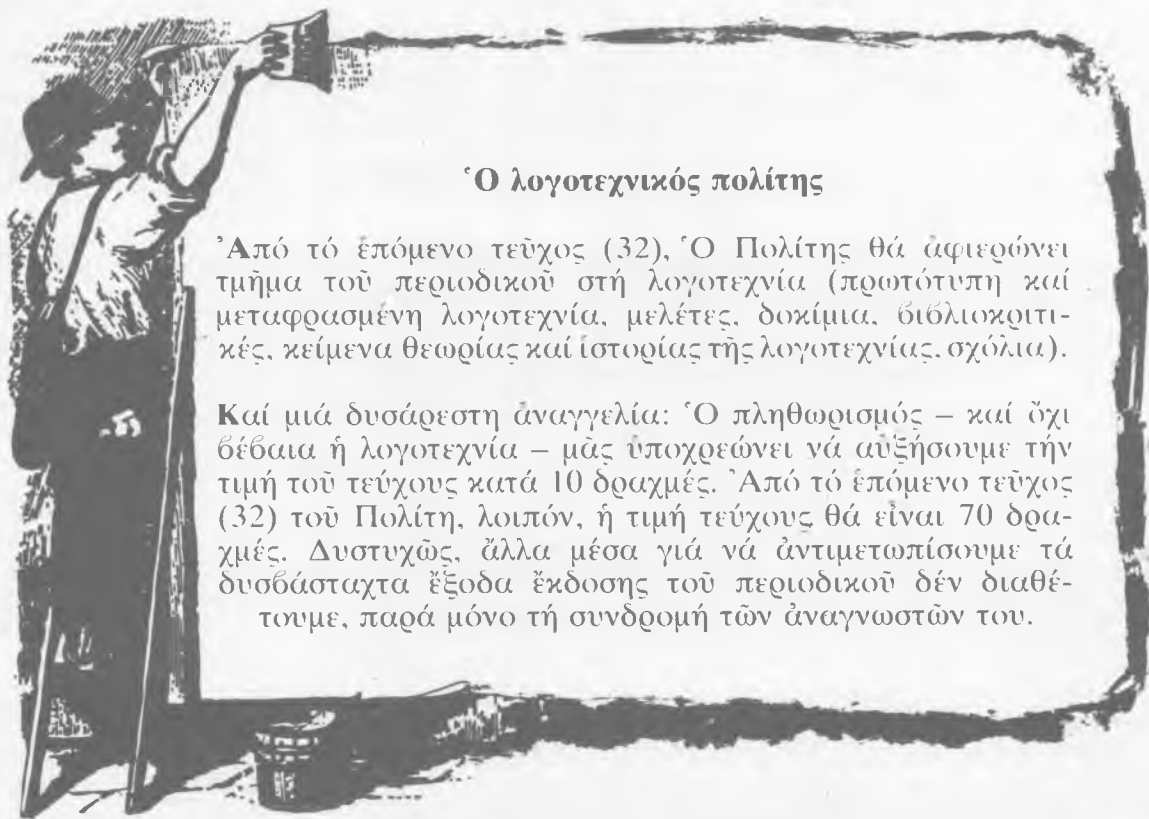 Ὁ λογοτεχνικός πολίτης
Ἀπό τό ἑπόμενο τεῦχος (32), Ὁ Πολίτης θά ἀφιερώνει
τμῆμα τοῦ περιοδικοῦ στή λογοτεχνία (πρωτότυπη καί
μεταφρασμένη λογοτεχνία, μελέτες, δοκίμια, βιβλιοκριτι-
κές, κείμενα θεωρίας καί ἱστορίας τῆς λογοτεχνίας, σχόλια).
Καί μιά δυσάρεστη ἀναγγελία: Ὁ πληθωρισμός – καί ὄχι
βέβαια ἡ λογοτεχνία – μᾶς ὑποχρεώνει νά αὐξήσουμε τήν
τιμή τοῦ τεύχους κατά 10 δραχμές. Ἀπό τό ἑπόμενο τεῦχος
(32) τοῦ Πολίτη, λοιπόν, ἡ τιμή τεύχους θά εἶναι 70 δρα-
χμές. Δυστυχῶς, ἄλλα μέσα γιά νά ἀντιμετωπίσουμε τά
δυσβάσταχτα ἔξοδα ἔκδοσης τοῦ περιοδικοῦ δέν διαθέ-
τουμε, παρά μόνο τή συνδρομή τῶν ἀναγνωστῶν του.